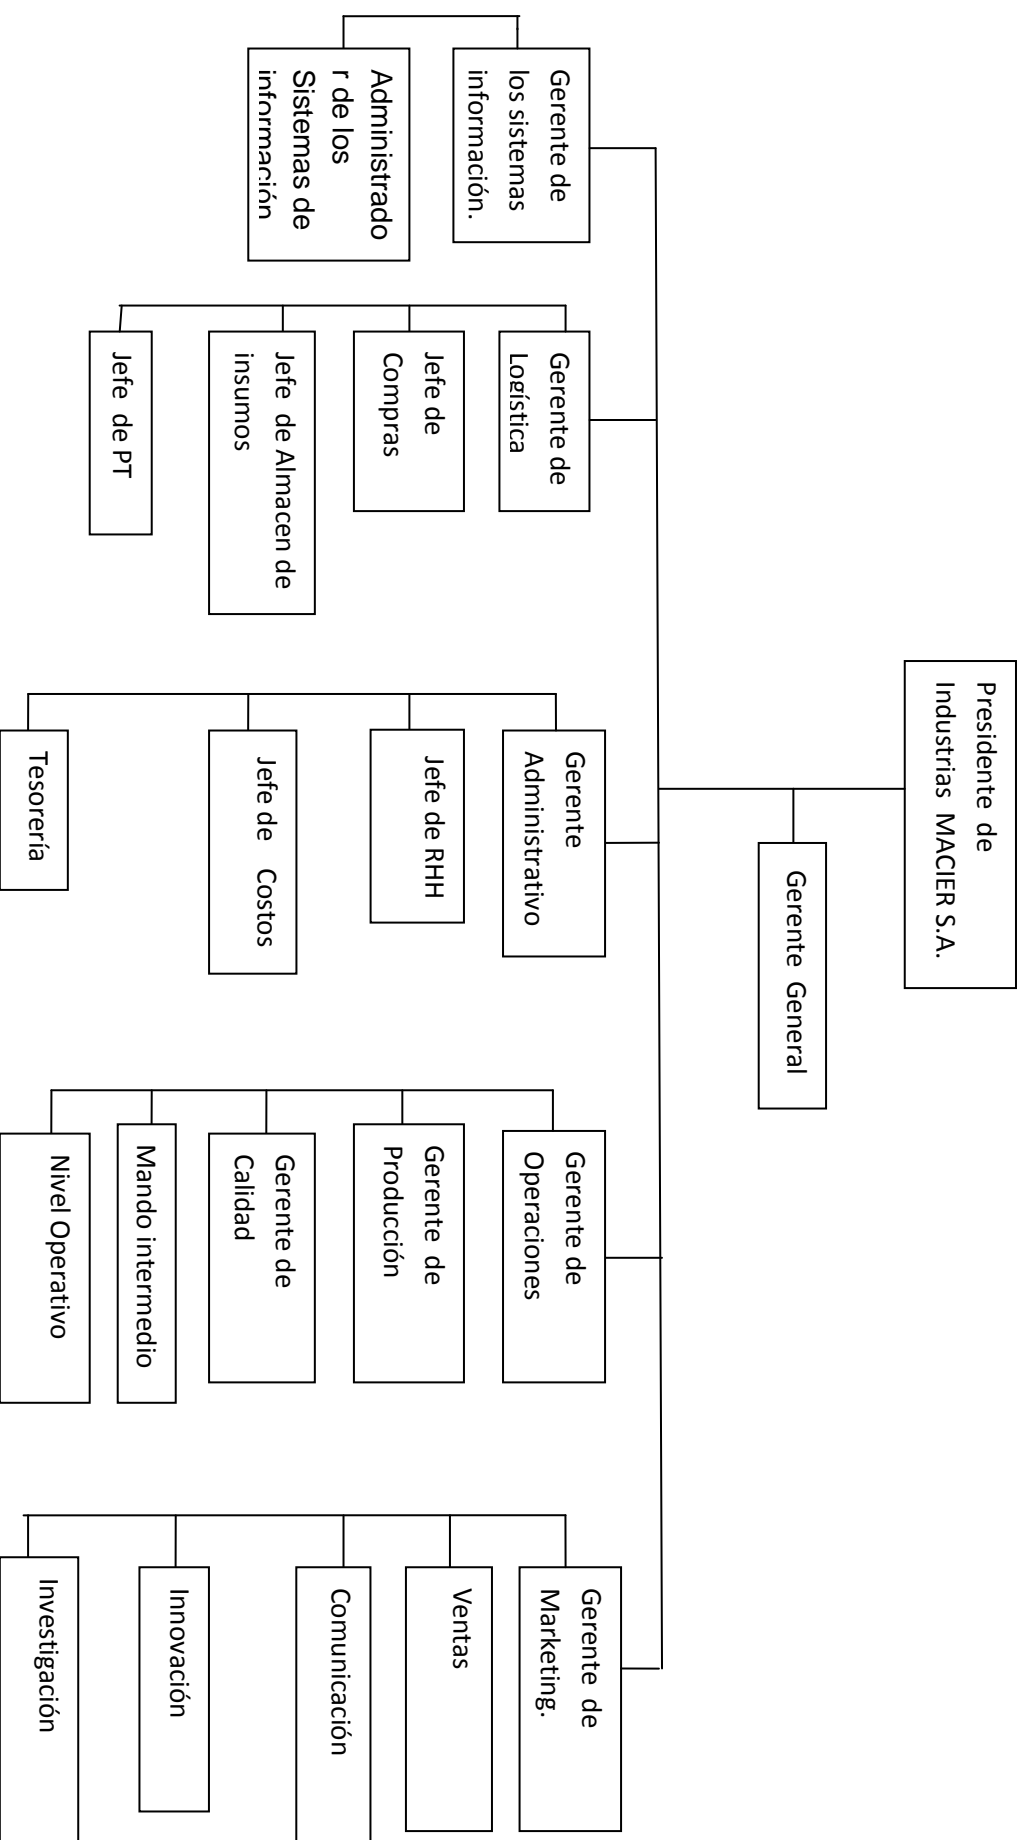 Presidente de
Industrias MACIER S.A.
Gerente General
Gerente de
los sistemas
información.
Administrado
r de los
Sistemas de
información
Gerente de
Logística
Jefe de
Compras
Jefe de Almacen de
insumos
Jefe de PT
Gerente
Administrativo
Jefe de RHH
Jefe de Costos
Tesorería
Gerente de
Operaciones
Gerente de
Producción
Gerente de
Calidad
Mando intermedio
Nivel Operativo
Gerente de
Marketing.
Ventas
Comunicación
Innovación
Investigación